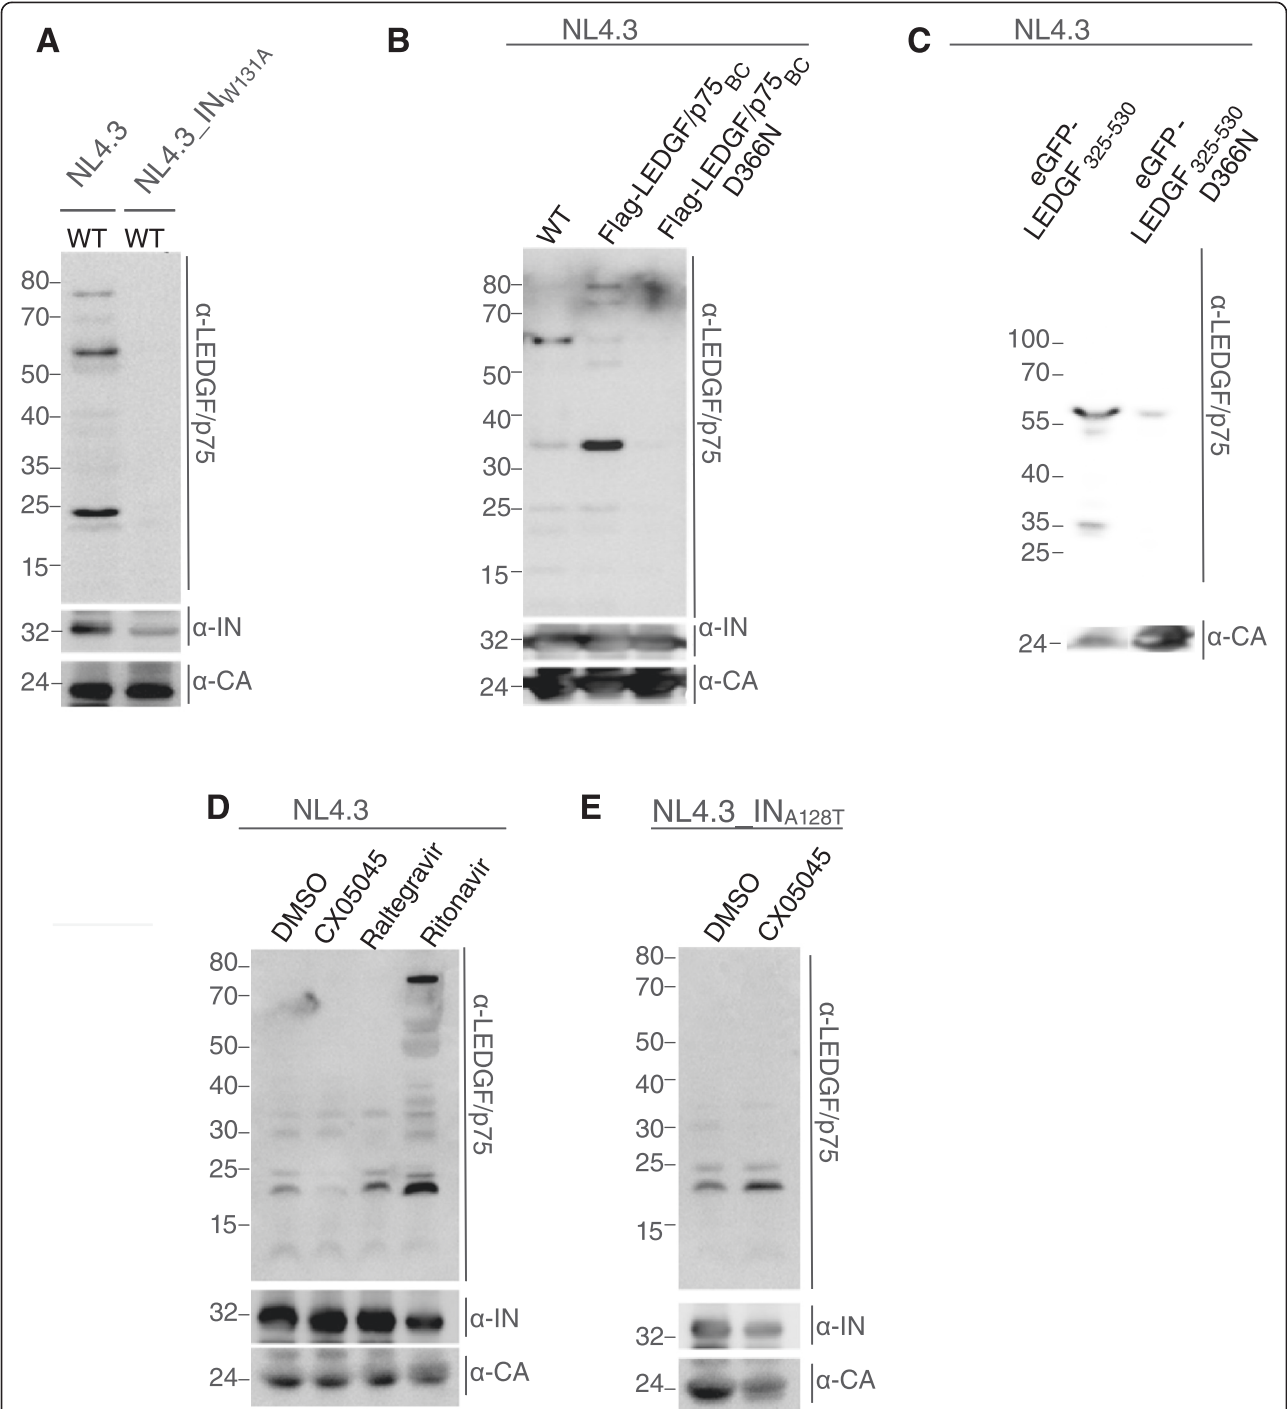 A
NL4.3
NL4.3_INW131A
WT WT
80
70
50
40
35
25
15
α-LEDGF/p75
32
α-IN
24
α-CA
B
NL4.3
WT
Flag-LEDGF/p75BC
Flag-LEDGF/p75BC
D366N
80
70
50
40
30
25
15
α-LEDGF/p75
32
α-IN
24
α-CA
C
NL4.3
eGFP-
LEDGF325-530
eGFP-
LEDGF325-530
D366N
100
70
55
40
35
25
α-LEDGF/p75
24
α-CA
D
NL4.3
DMSO
CX05045
Raltegravir
Ritonavir
80
70
50
40
30
25
15
α-LEDGF/p75
32
α-IN
24
α-CA
E
NL4.3_INA128T
DMSO
CX05045
80
70
50
40
30
25
15
α-LEDGF/p75
32
α-IN
24
α-CA